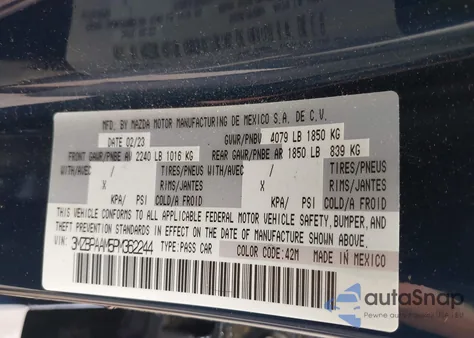 MFD. BY MAZDA MOTOR MANUFACTURING DE MEXICO S.A. DE C.V.
DATE 02/23 GVWR/PNBV 4079 LB 1850 KG
FRONT GAWR/PNBE AV 2240 LB 1016 KG REAR GAWR/PNBE AR 1850 LB 839 KG
WITH/AVEC / TIRES/PNEUS WITH/AVEC / TIRES/PNEUS
X RIMS/JANTES X RIMS/JANTES
KPA/ PSI COLD/A FROID KPA/ PSI COLD/A FROID
THIS VEHICLE CONFORMS TO ALL APPLICABLE FEDERAL MOTOR VEHICLE SAFETY, BUMPER, AND
THEFT PREVENTION STANDARDS IN EFFECT ON THE DATE OF MANUFACTURE SHOWN ABOVE.
VIN: 3MZBPAAM5PM362244 TYPE: PASS CAR COLOR CODE:42M MADE IN MEXICO
autoSnap